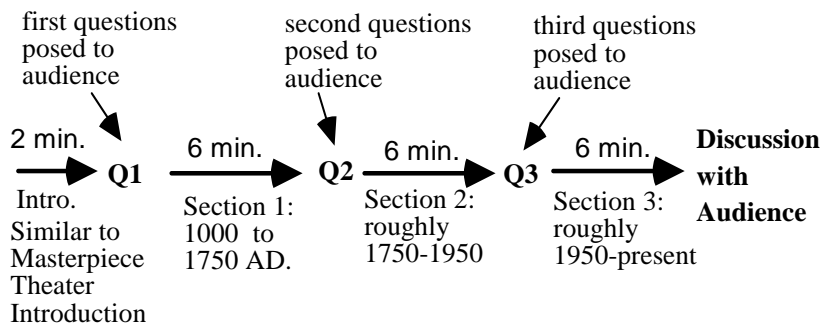 first questions
posed to
audience
second questions
posed to
audience
third questions
posed to
audience
2 min.
Q1
6 min.
Q2
6 min.
Q3
6 min.
Discussion
with
Audience
Intro.
Similar to
Masterpiece
Theater
Introduction
Section 1:
1000 to
1750 AD.
Section 2:
roughly
1750-1950
Section 3:
roughly
1950-present